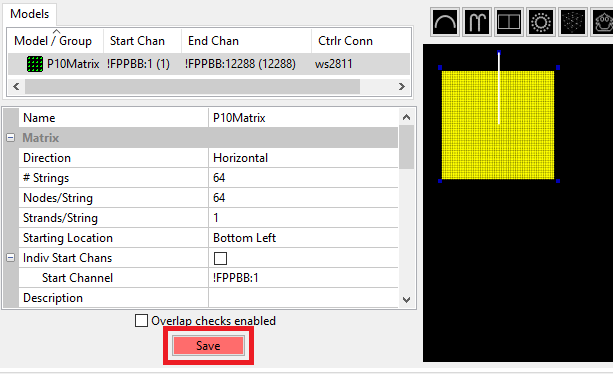 Models
Model / Group Start Chan End Chan Ctrlr Conn
P10Matrix !FPPBB:1 (1) !FPPBB:12288 (12288) ws2811
Name P10Matrix
Matrix
Direction Horizontal
# Strings 64
Nodes/String 64
Strands/String 1
Starting Location Bottom Left
Indiv Start Chans
Start Channel !FPPBB:1
Description
Overlap checks enabled
Save